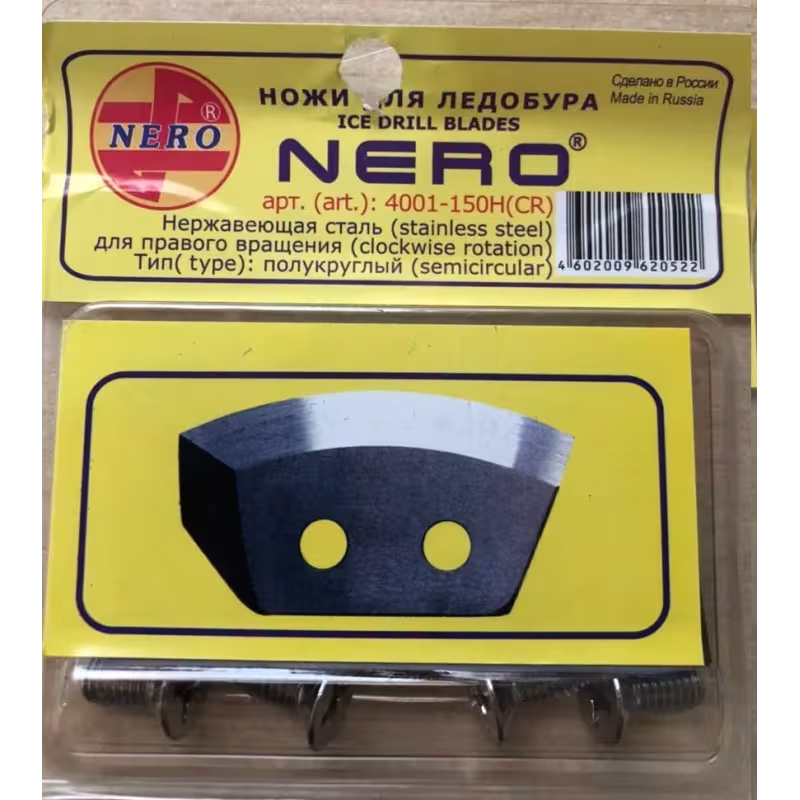 Сделано в России
Made in Russia
НОЖИ ДЛЯ ЛЕДОБУРА
ICE DRILL BLADES
NERO®
NERO®
арт. (art.): 4001-150H(CR)
Нержавеющая сталь (stainless steel)
для правого вращения (clockwise rotation)
Тип( type): полукруглый (semicircular)
4 602009 620522